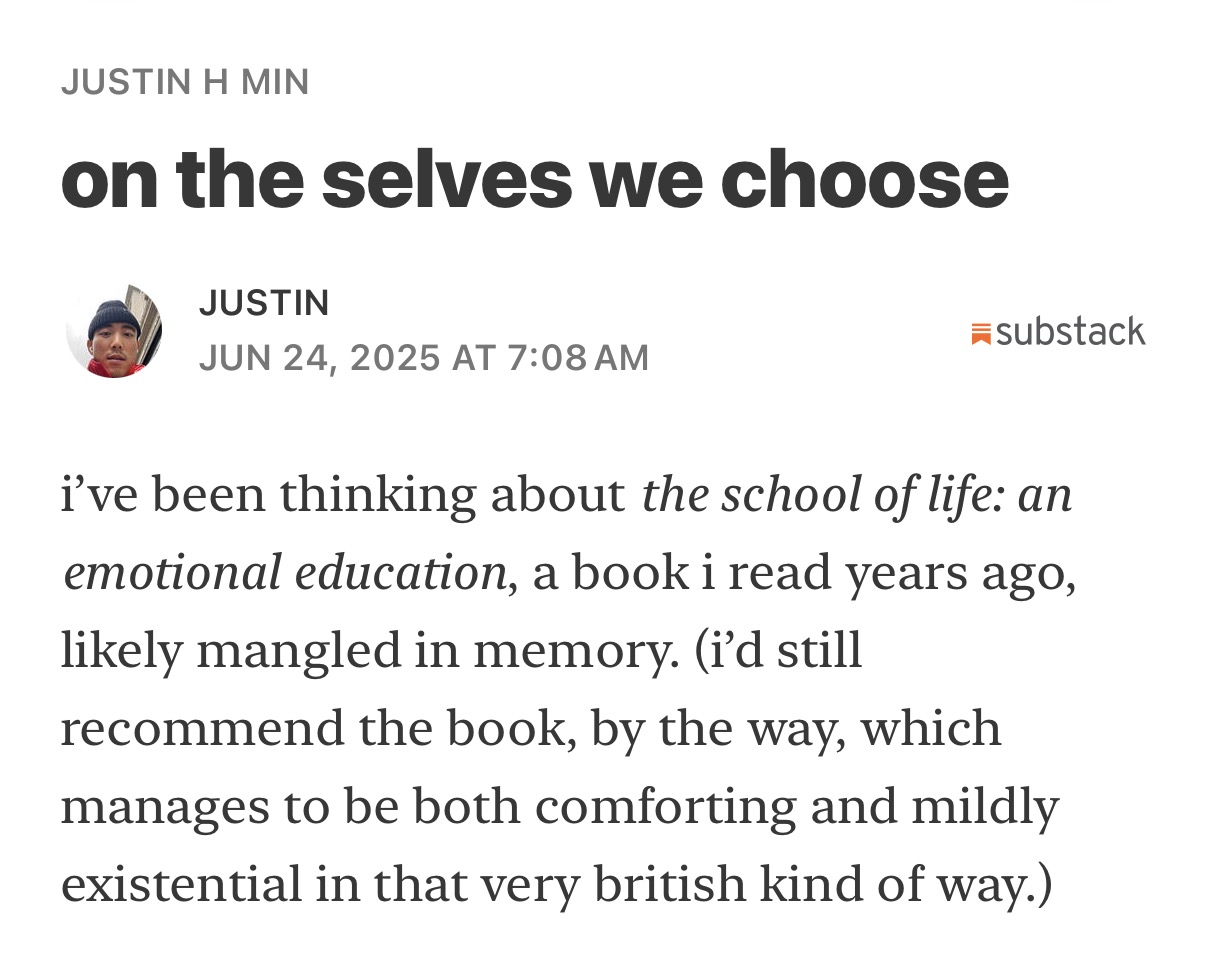 JUSTIN H MIN
on the selves we choose
JUSTIN
JUN 24, 2025 AT 7:08 AM
substack
i’ve been thinking about the school of life: an
emotional education, a book i read years ago,
likely mangled in memory. (i’d still
recommend the book, by the way, which
manages to be both comforting and mildly
existential in that very british kind of way.)